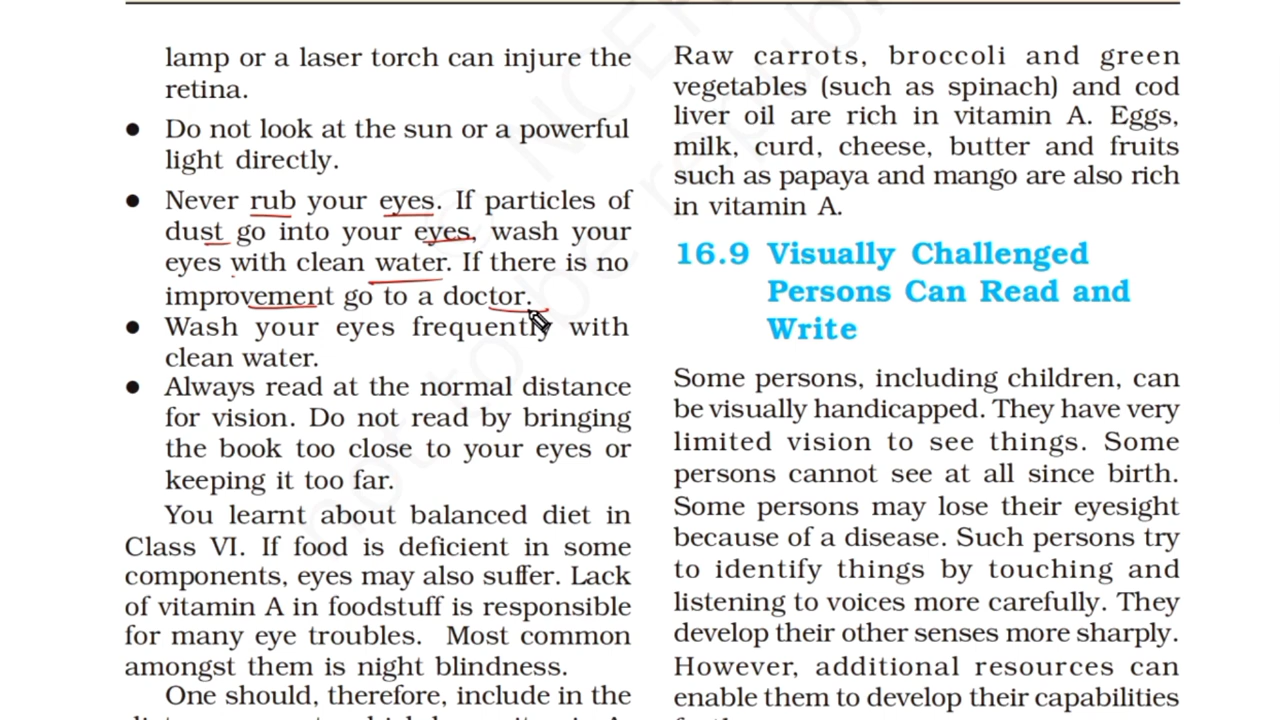 lamp or a laser torch can injure the
retina.
● Do not look at the sun or a powerful
light directly.
● Never rub your eyes. If particles of
dust go into your eyes, wash your
eyes with clean water. If there is no
improvement go to a doctor.
● Wash your eyes frequently with
clean water.
● Always read at the normal distance
for vision. Do not read by bringing
the book too close to your eyes or
keeping it too far.
You learnt about balanced diet in
Class VI. If food is deficient in some
components, eyes may also suffer. Lack
of vitamin A in foodstuff is responsible
for many eye troubles. Most common
amongst them is night blindness.
One should, therefore, include in the
Raw carrots, broccoli and green
vegetables (such as spinach) and cod
liver oil are rich in vitamin A. Eggs,
milk, curd, cheese, butter and fruits
such as papaya and mango are also rich
in vitamin A.
16.9 Visually Challenged
Persons Can Read and
Write
Some persons, including children, can
be visually handicapped. They have very
limited vision to see things. Some
persons cannot see at all since birth.
Some persons may lose their eyesight
because of a disease. Such persons try
to identify things by touching and
listening to voices more carefully. They
develop their other senses more sharply.
However, additional resources can
enable them to develop their capabilities